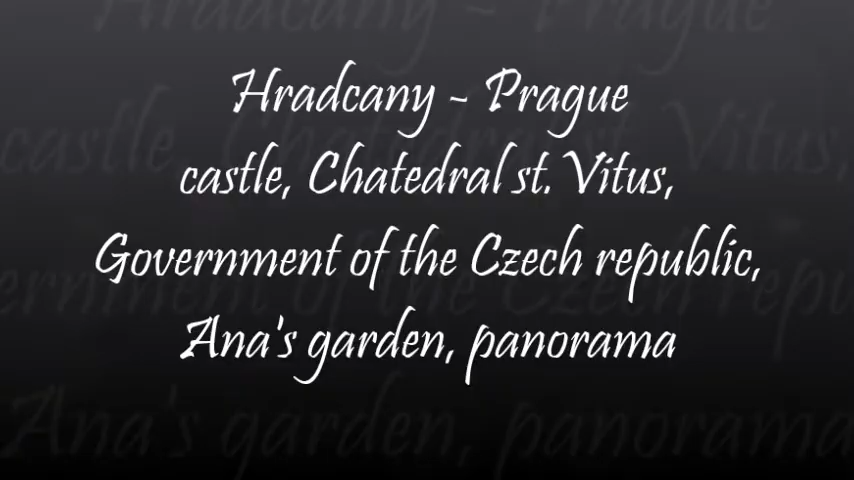 Hradcany - Prague
castle, Chatedral st. Vitus,
Government of the Czech republic,
Ana's garden, panorama